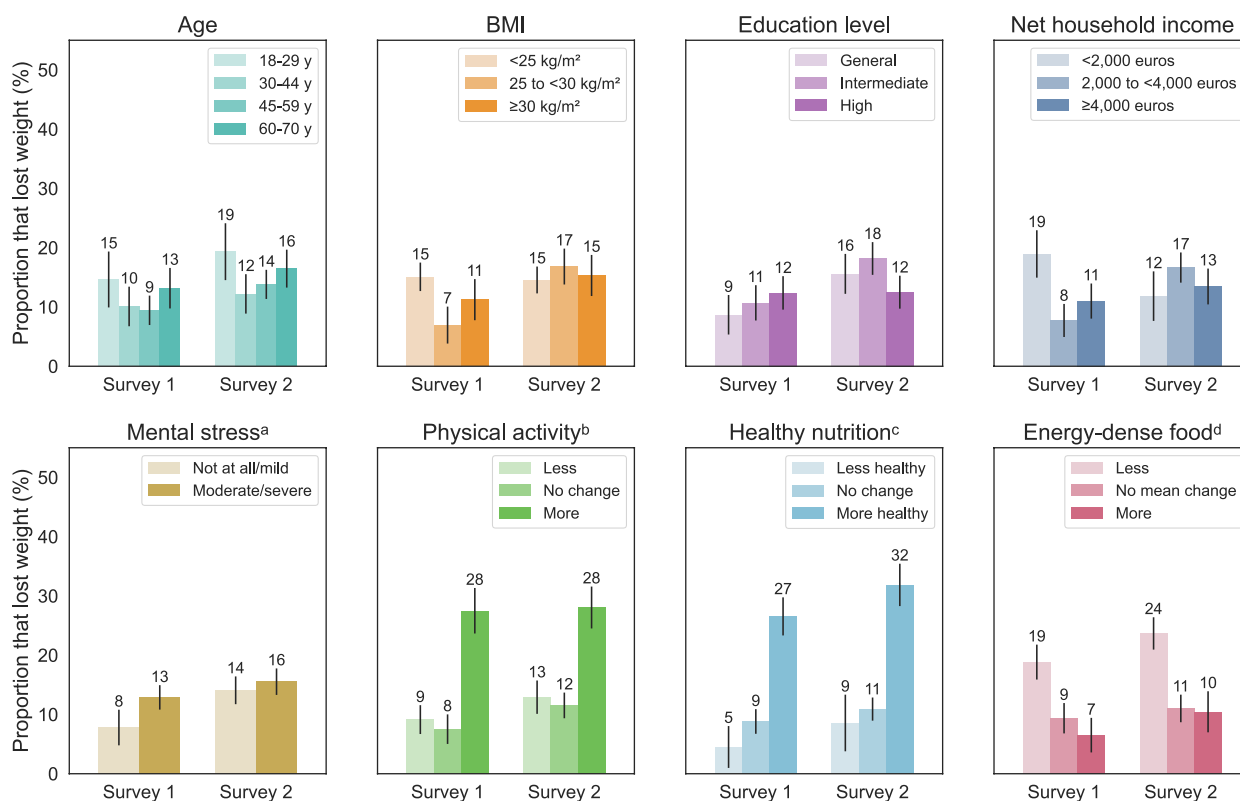 Age
BMI
Education level
Net household income
Proportion that lost weight (%)
50
40
30
20
10
0
18-29 y
30-44 y
45-59 y
60-70 y
15
10
9
13
19
12
14
16
Survey 1
Survey 2
<25 kg/m²
25 to <30 kg/m²
≥30 kg/m²
15
7
11
15
17
15
Survey 1
Survey 2
General
Intermediate
High
9
11
12
16
18
12
Survey 1
Survey 2
<2,000 euros
2,000 to <4,000 euros
≥4,000 euros
19
8
11
12
17
13
Survey 1
Survey 2
Mental stressᵃ
Physical activityᵇ
Healthy nutritionᶜ
Energy-dense foodᵈ
Proportion that lost weight (%)
50
40
30
20
10
0
Not at all/mild
Moderate/severe
8
13
14
16
Survey 1
Survey 2
Less
No change
More
9
8
28
13
12
28
Survey 1
Survey 2
Less healthy
No change
More healthy
5
9
27
9
11
32
Survey 1
Survey 2
Less
No mean change
More
19
9
7
24
11
10
Survey 1
Survey 2